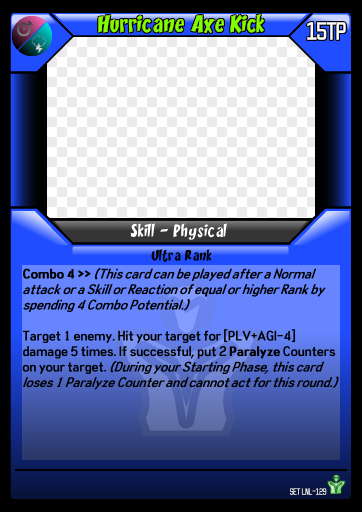 Hurricane Axe Kick
15TP
Skill - Physical
Ultra Rank
Combo 4 >> (This card can be played after a Normal
attack or a Skill or Reaction of equal or higher Rank by
spending 4 Combo Potential.)
Target 1 enemy. Hit your target for [PLV+AGI-4]
damage 5 times. If successful, put 2 Paralyze Counters
on your target. (During your Starting Phase, this card
loses 1 Paralyze Counter and cannot act for this round.)
SET LNL-129